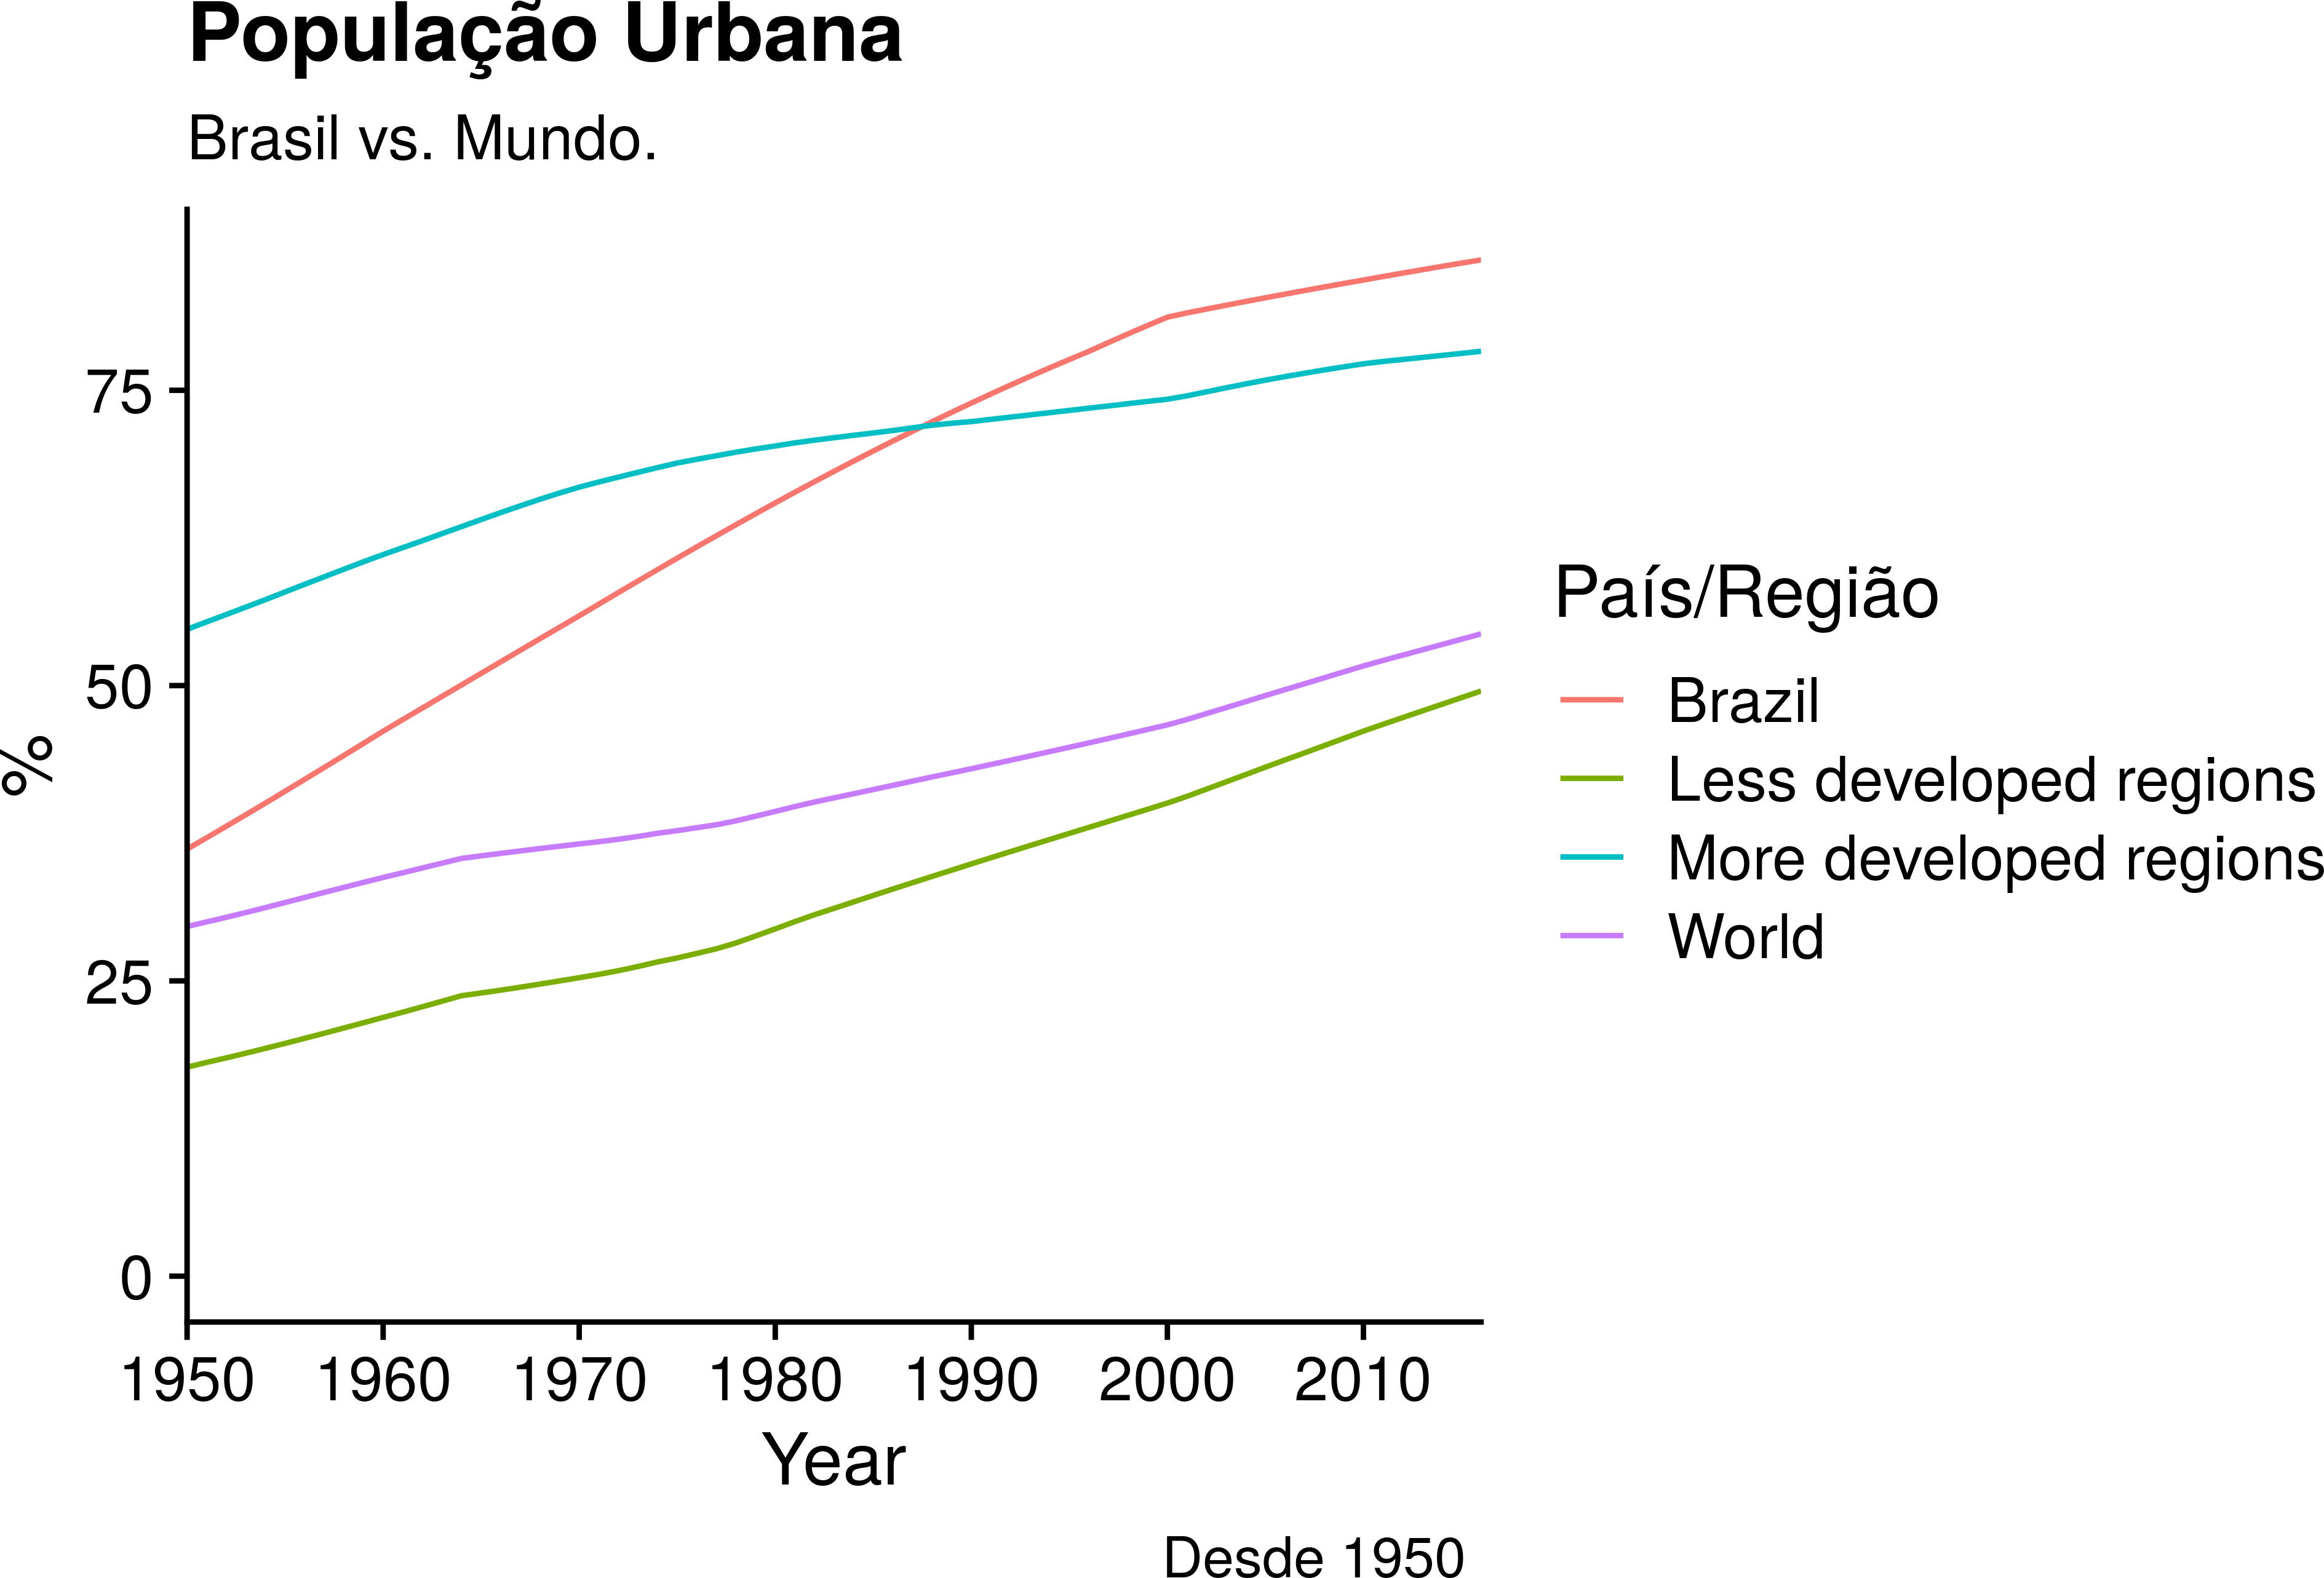 População Urbana
Brasil vs. Mundo.
75
50
25
0
%
1950 1960 1970 1980 1990 2000 2010
Year
País/Região
Brazil
Less developed regions
More developed regions
World
Desde 1950